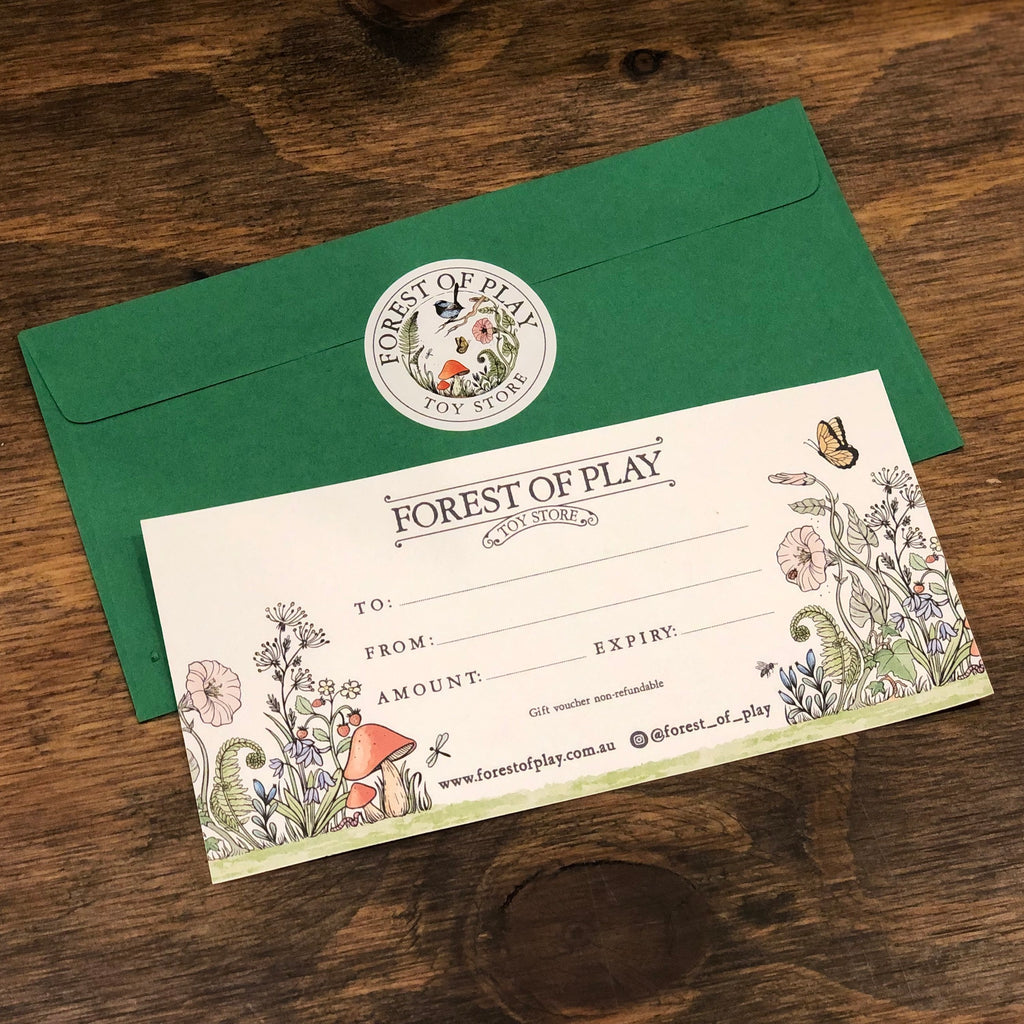 FOREST OF PLAY
TOY STORE
FOREST OF PLAY
TOY STORE
TO:
FROM:
AMOUNT: EXPIRY:
Gift voucher non-refundable
www.forestofplay.com.au @forest_of_play